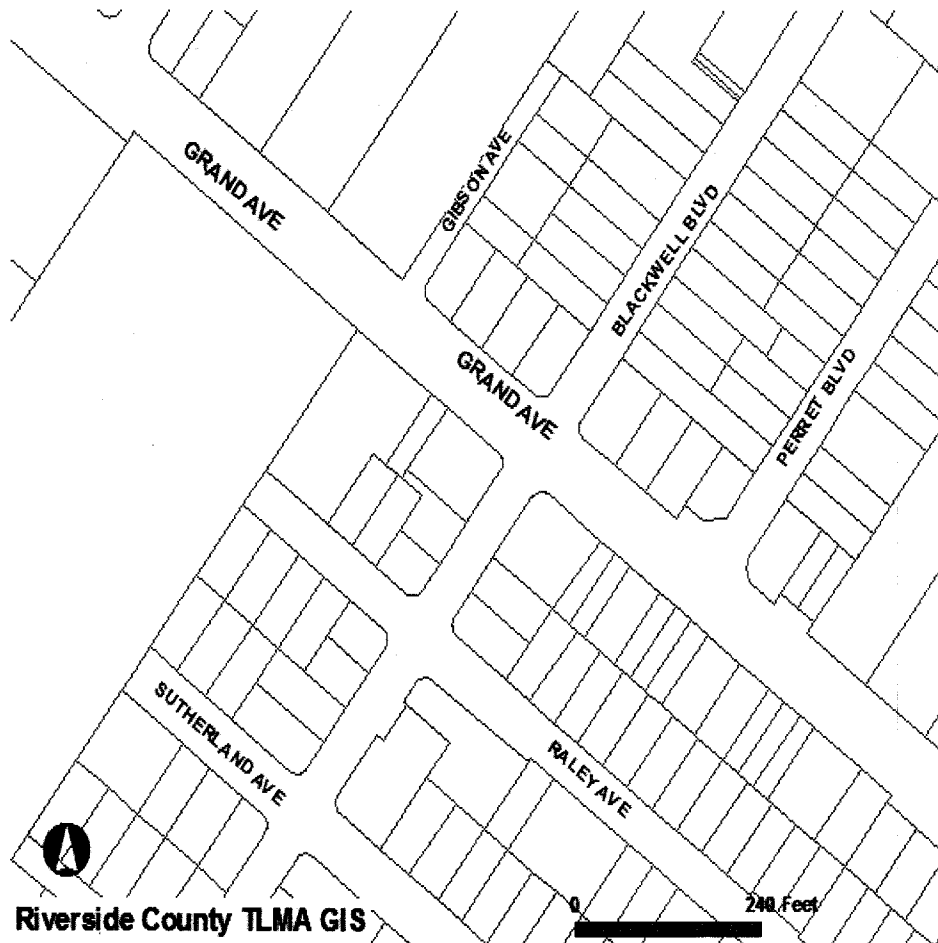 GRAND AVE
GIBSON AVE
BLACKWELL BLVD
GRAND AVE
PERRET BLVD
SUTHERLAND AVE
RALEY AVE
0 240 Feet
Riverside County TLMA GIS